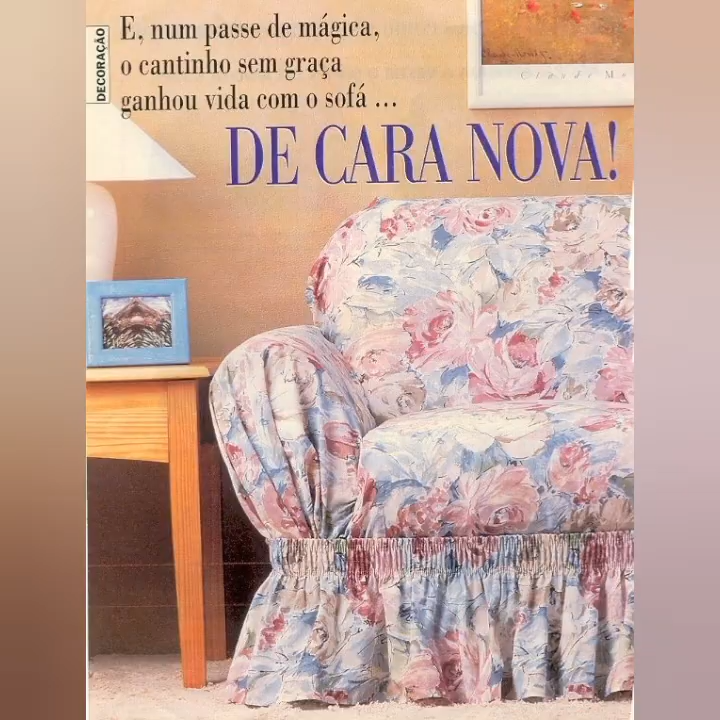 DECORAÇÃO
E, num passe de mágica,
o cantinho sem graça
ganhou vida com o sofá ...
DE CARA NOVA!